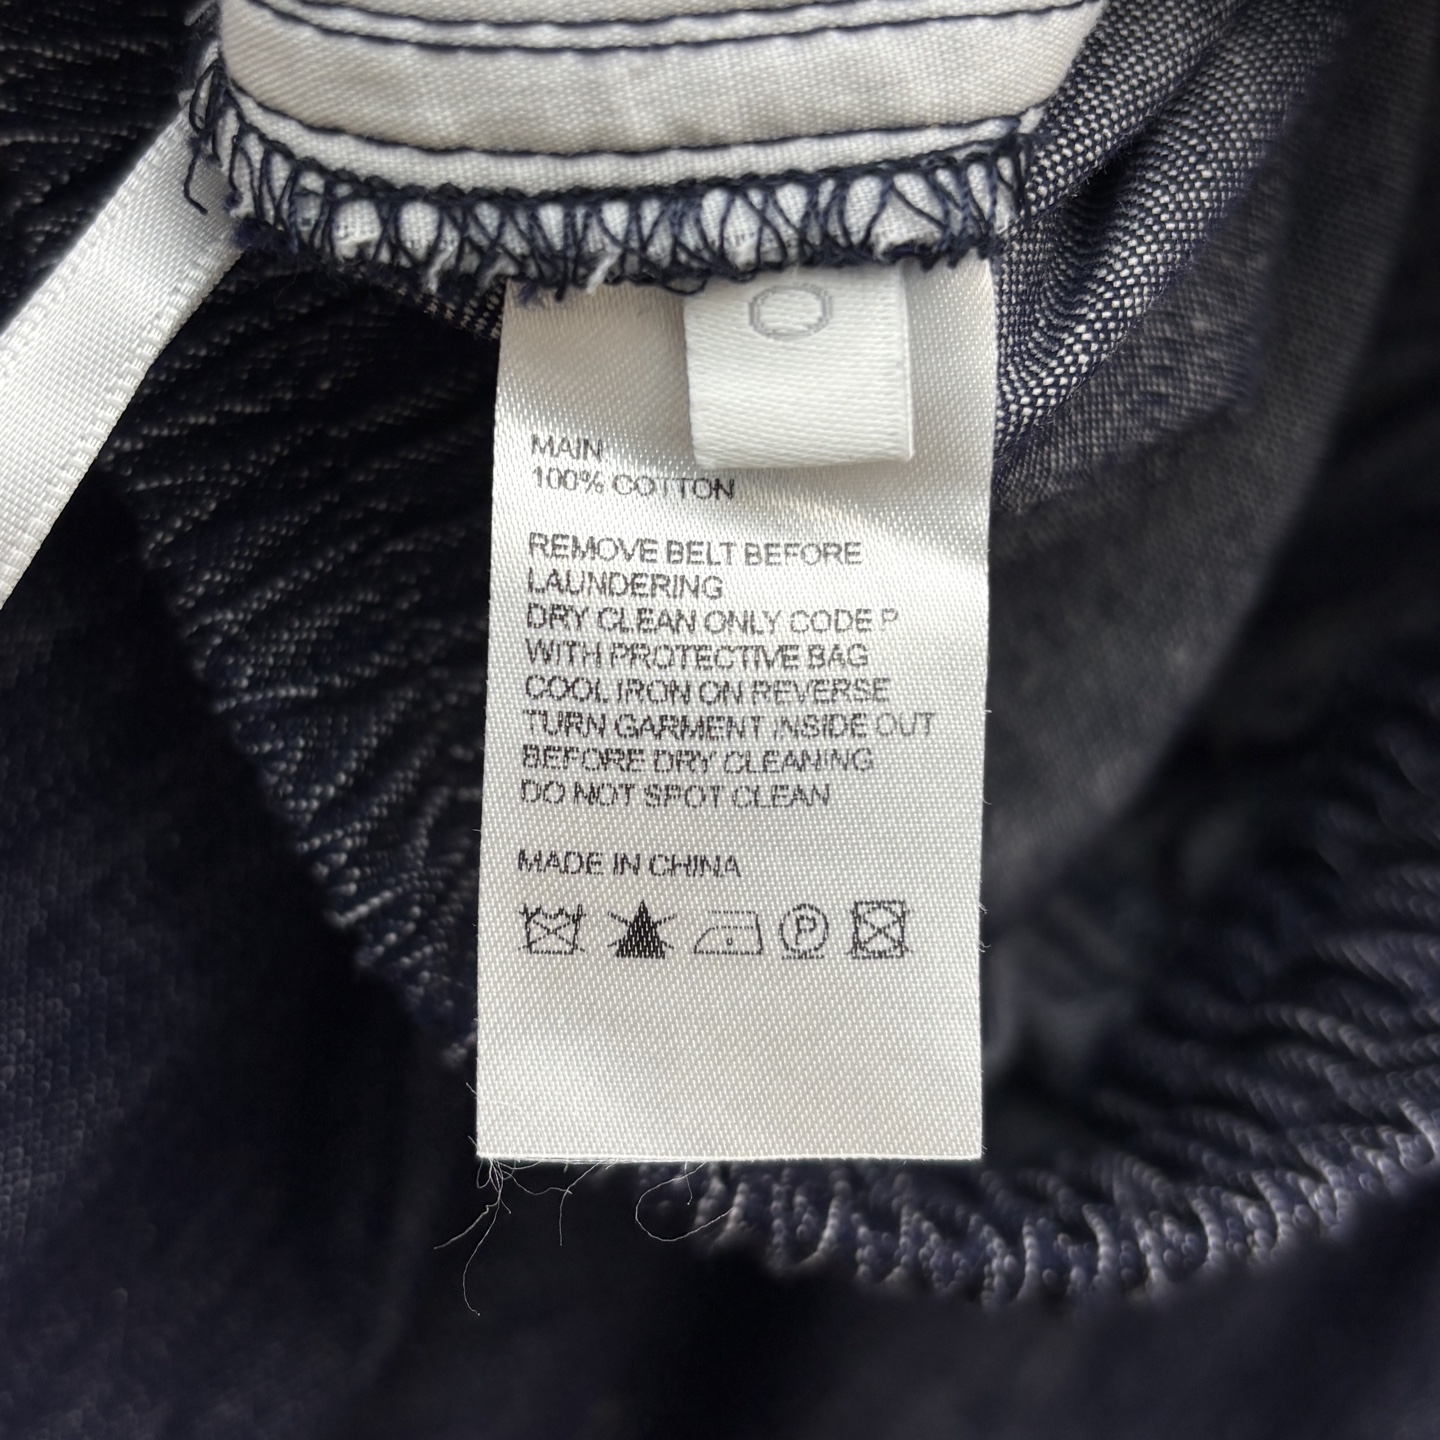 0
MAIN
100% COTTON
REMOVE BELT BEFORE
LAUNDERING
DRY CLEAN ONLY CODE P
WITH PROTECTIVE BAG
COOL IRON ON REVERSE
TURN GARMENT INSIDE OUT
BEFORE DRY CLEANING
DO NOT SPOT CLEAN
MADE IN CHINA
P